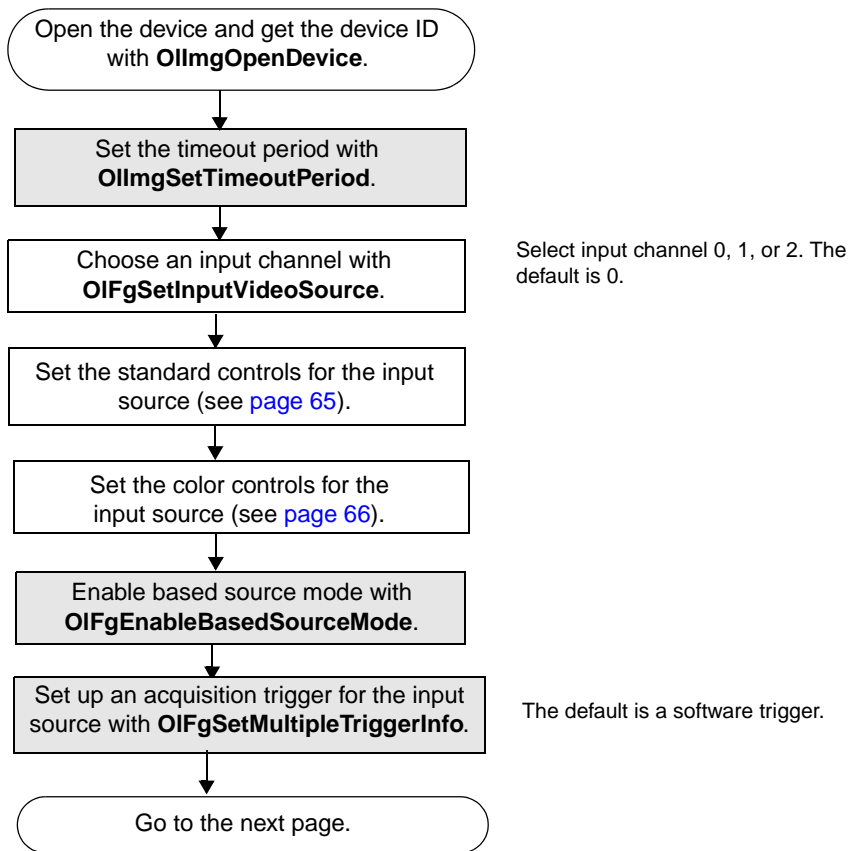 Open the device and get the device ID
with OlImgOpenDevice.
Set the timeout period with
OlImgSetTimeoutPeriod.
Choose an input channel with
OlFgSetInputVideoSource.
Select input channel 0, 1, or 2. The
default is 0.
Set the standard controls for the input
source (see page 65).
Set the color controls for the
input source (see page 66).
Enable based source mode with
OlFgEnableBasedSourceMode.
Set up an acquisition trigger for the input
source with OlFgSetMultipleTriggerInfo.
The default is a software trigger.
Go to the next page.